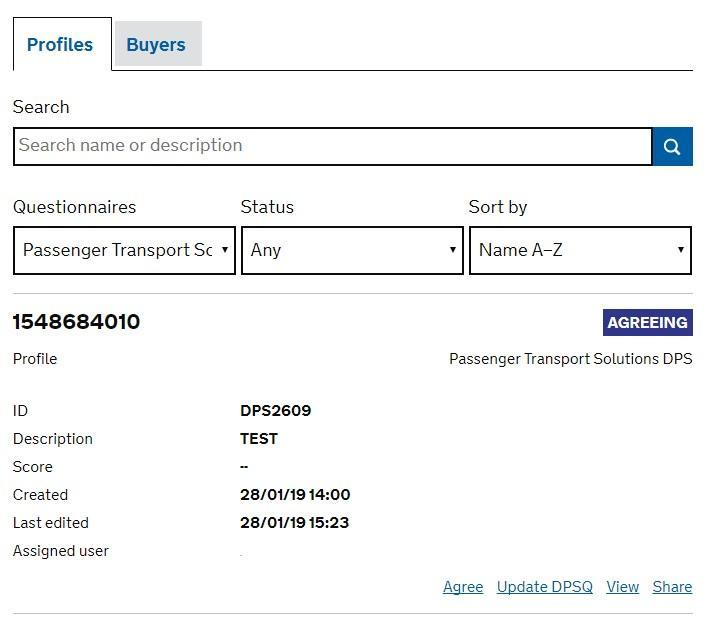 Profiles Buyers
Search
Search name or description
Questionnaires Status Sort by
Passenger Transport Sc Any Name A–Z
1548684010 AGREEING
Profile Passenger Transport Solutions DPS
ID DPS2609
Description TEST
Score --
Created 28/01/19 14:00
Last edited 28/01/19 15:23
Assigned user
Agree Update DPSQ View Share